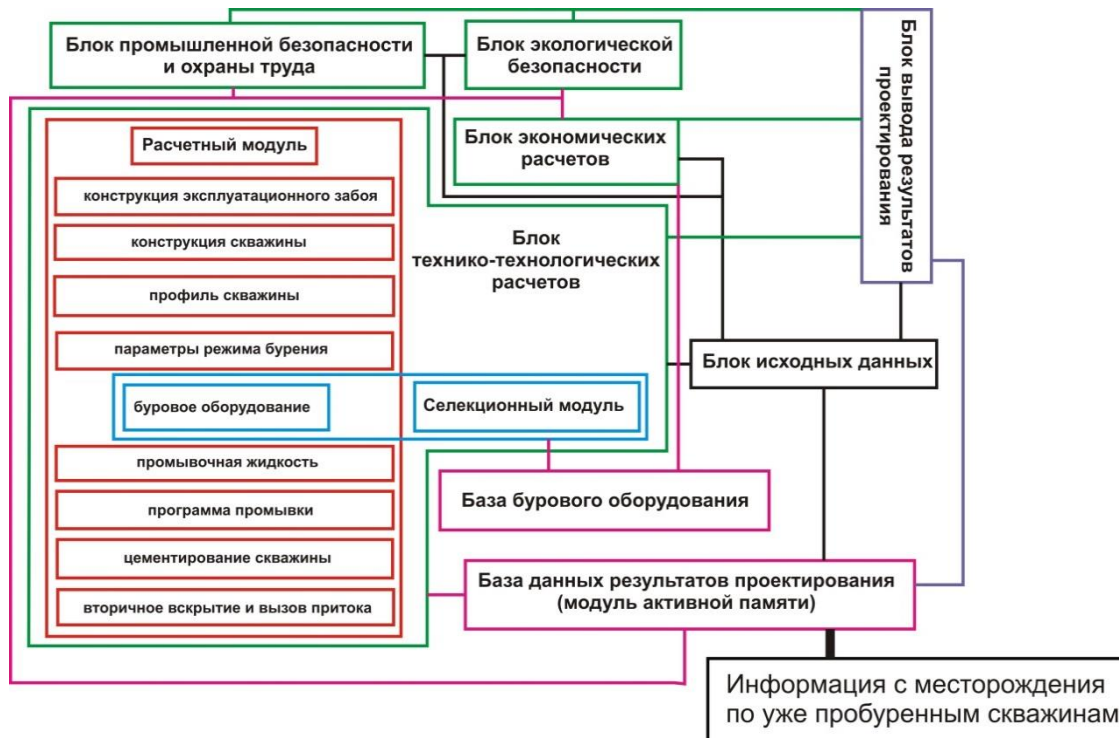 Блок промышленной безопасности
и охраны труда
Блок экологической
безопасности
Блок вывода результатов
проектирования
Расчетный модуль
Блок экономических
расчетов
конструкция эксплуатационного забоя
конструкция скважины
Блок
технико-технологических
расчетов
профиль скважины
параметры режима бурения
Блок исходных данных
буровое оборудование
Селекционный модуль
промывочная жидкость
База бурового оборудования
программа промывки
цементирование скважины
База данных результатов проектирования
(модуль активной памяти)
вторичное вскрытие и вызов притока
Информация с месторождения
по уже пробуренным скважинам